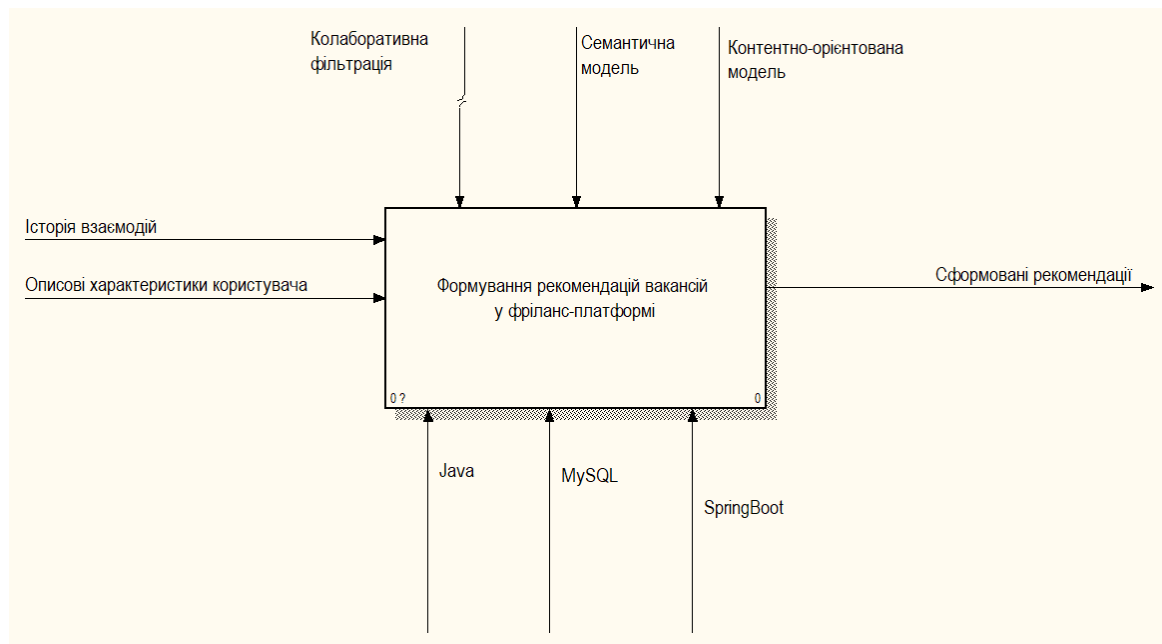 Колаборативна
фільтрація
Семантична
модель
Контентно-орієнтована
модель
Історія взаємодій
Описові характеристики користувача
Формування рекомендацій вакансій
у фріланс-платформі
Сформовані рекомендації
0 ?
0
Java
MySQL
SpringBoot